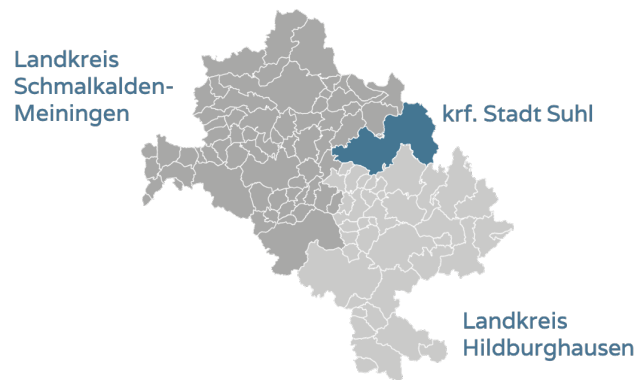 Landkreis
Schmalkalden-
Meiningen
krf. Stadt Suhl
Landkreis
Hildburghausen